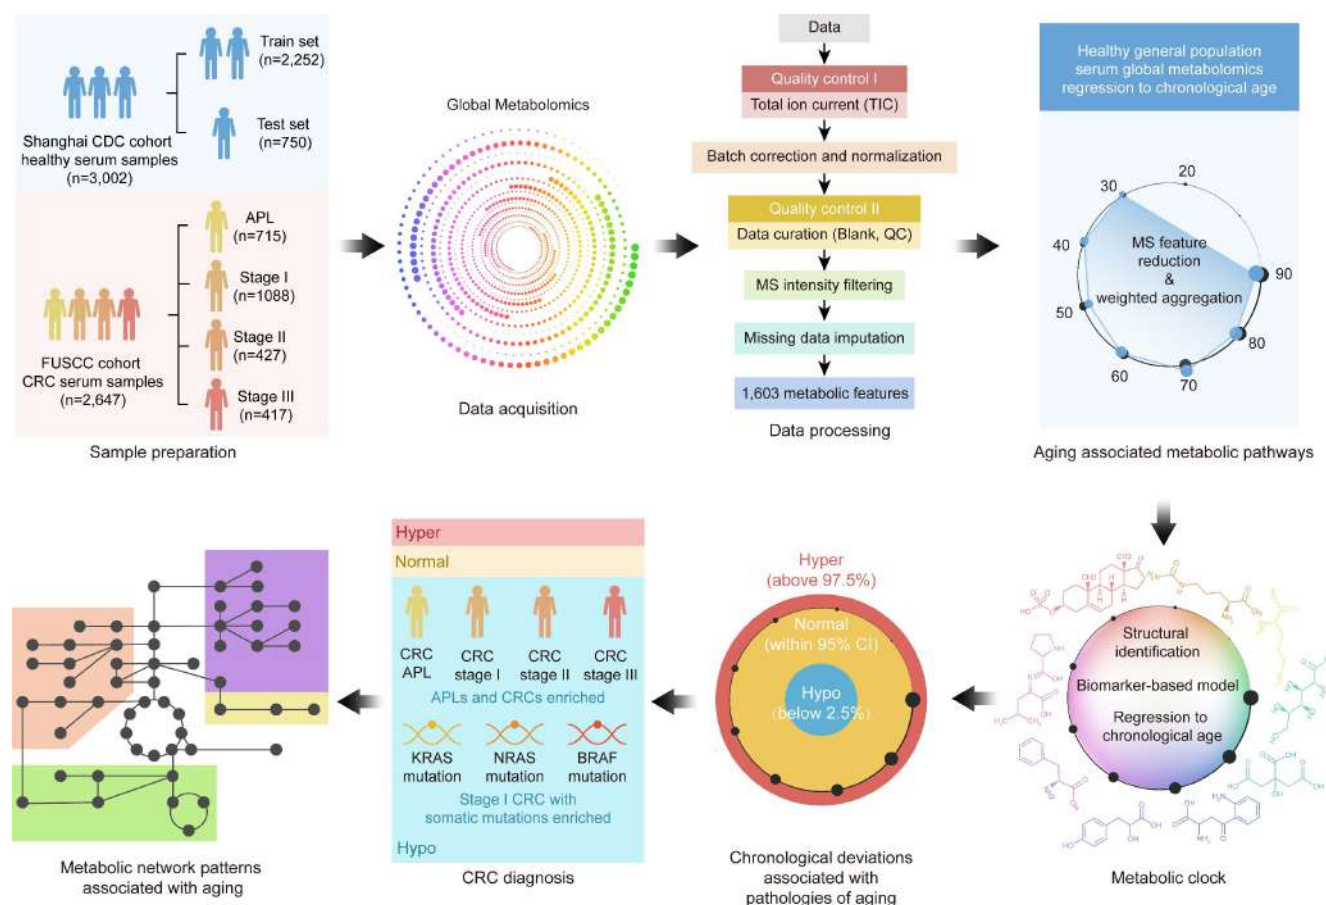 Train set
(n=2,252)
Test set
(n=750)
Shanghai CDC cohort
healthy serum samples
(n=3,002)
APL
(n=715)
Stage I
(n=1088)
Stage II
(n=427)
Stage III
(n=417)
FUSCC cohort
CRC serum samples
(n=2,647)
Sample preparation
Global Metabolomics
Data acquisition
Data
Quality control I
Total ion current (TIC)
Batch correction and normalization
Quality control II
Data curation (Blank, QC)
MS intensity filtering
Missing data imputation
1,603 metabolic features
Data processing
Healthy general population
serum global metabolomics
regression to chronological age
20
30
40
50
60
70
80
90
MS feature
reduction
&
weighted aggregation
Aging associated metabolic pathways
Structural
identification
Biomarker-based model
Regression to
chronological age
Metabolic clock
Hyper
(above 97.5%)
Normal
(within 95% CI)
Hypo
(below 2.5%)
Chronological deviations
associated with
pathologies of aging
Hyper
Normal
CRC
APL
CRC
stage I
CRC
stage II
CRC
stage III
APLs and CRCs enriched
KRAS
mutation
NRAS
mutation
BRAF
mutation
Stage I CRC with
somatic mutations enriched
Hypo
CRC diagnosis
Metabolic network patterns
associated with aging